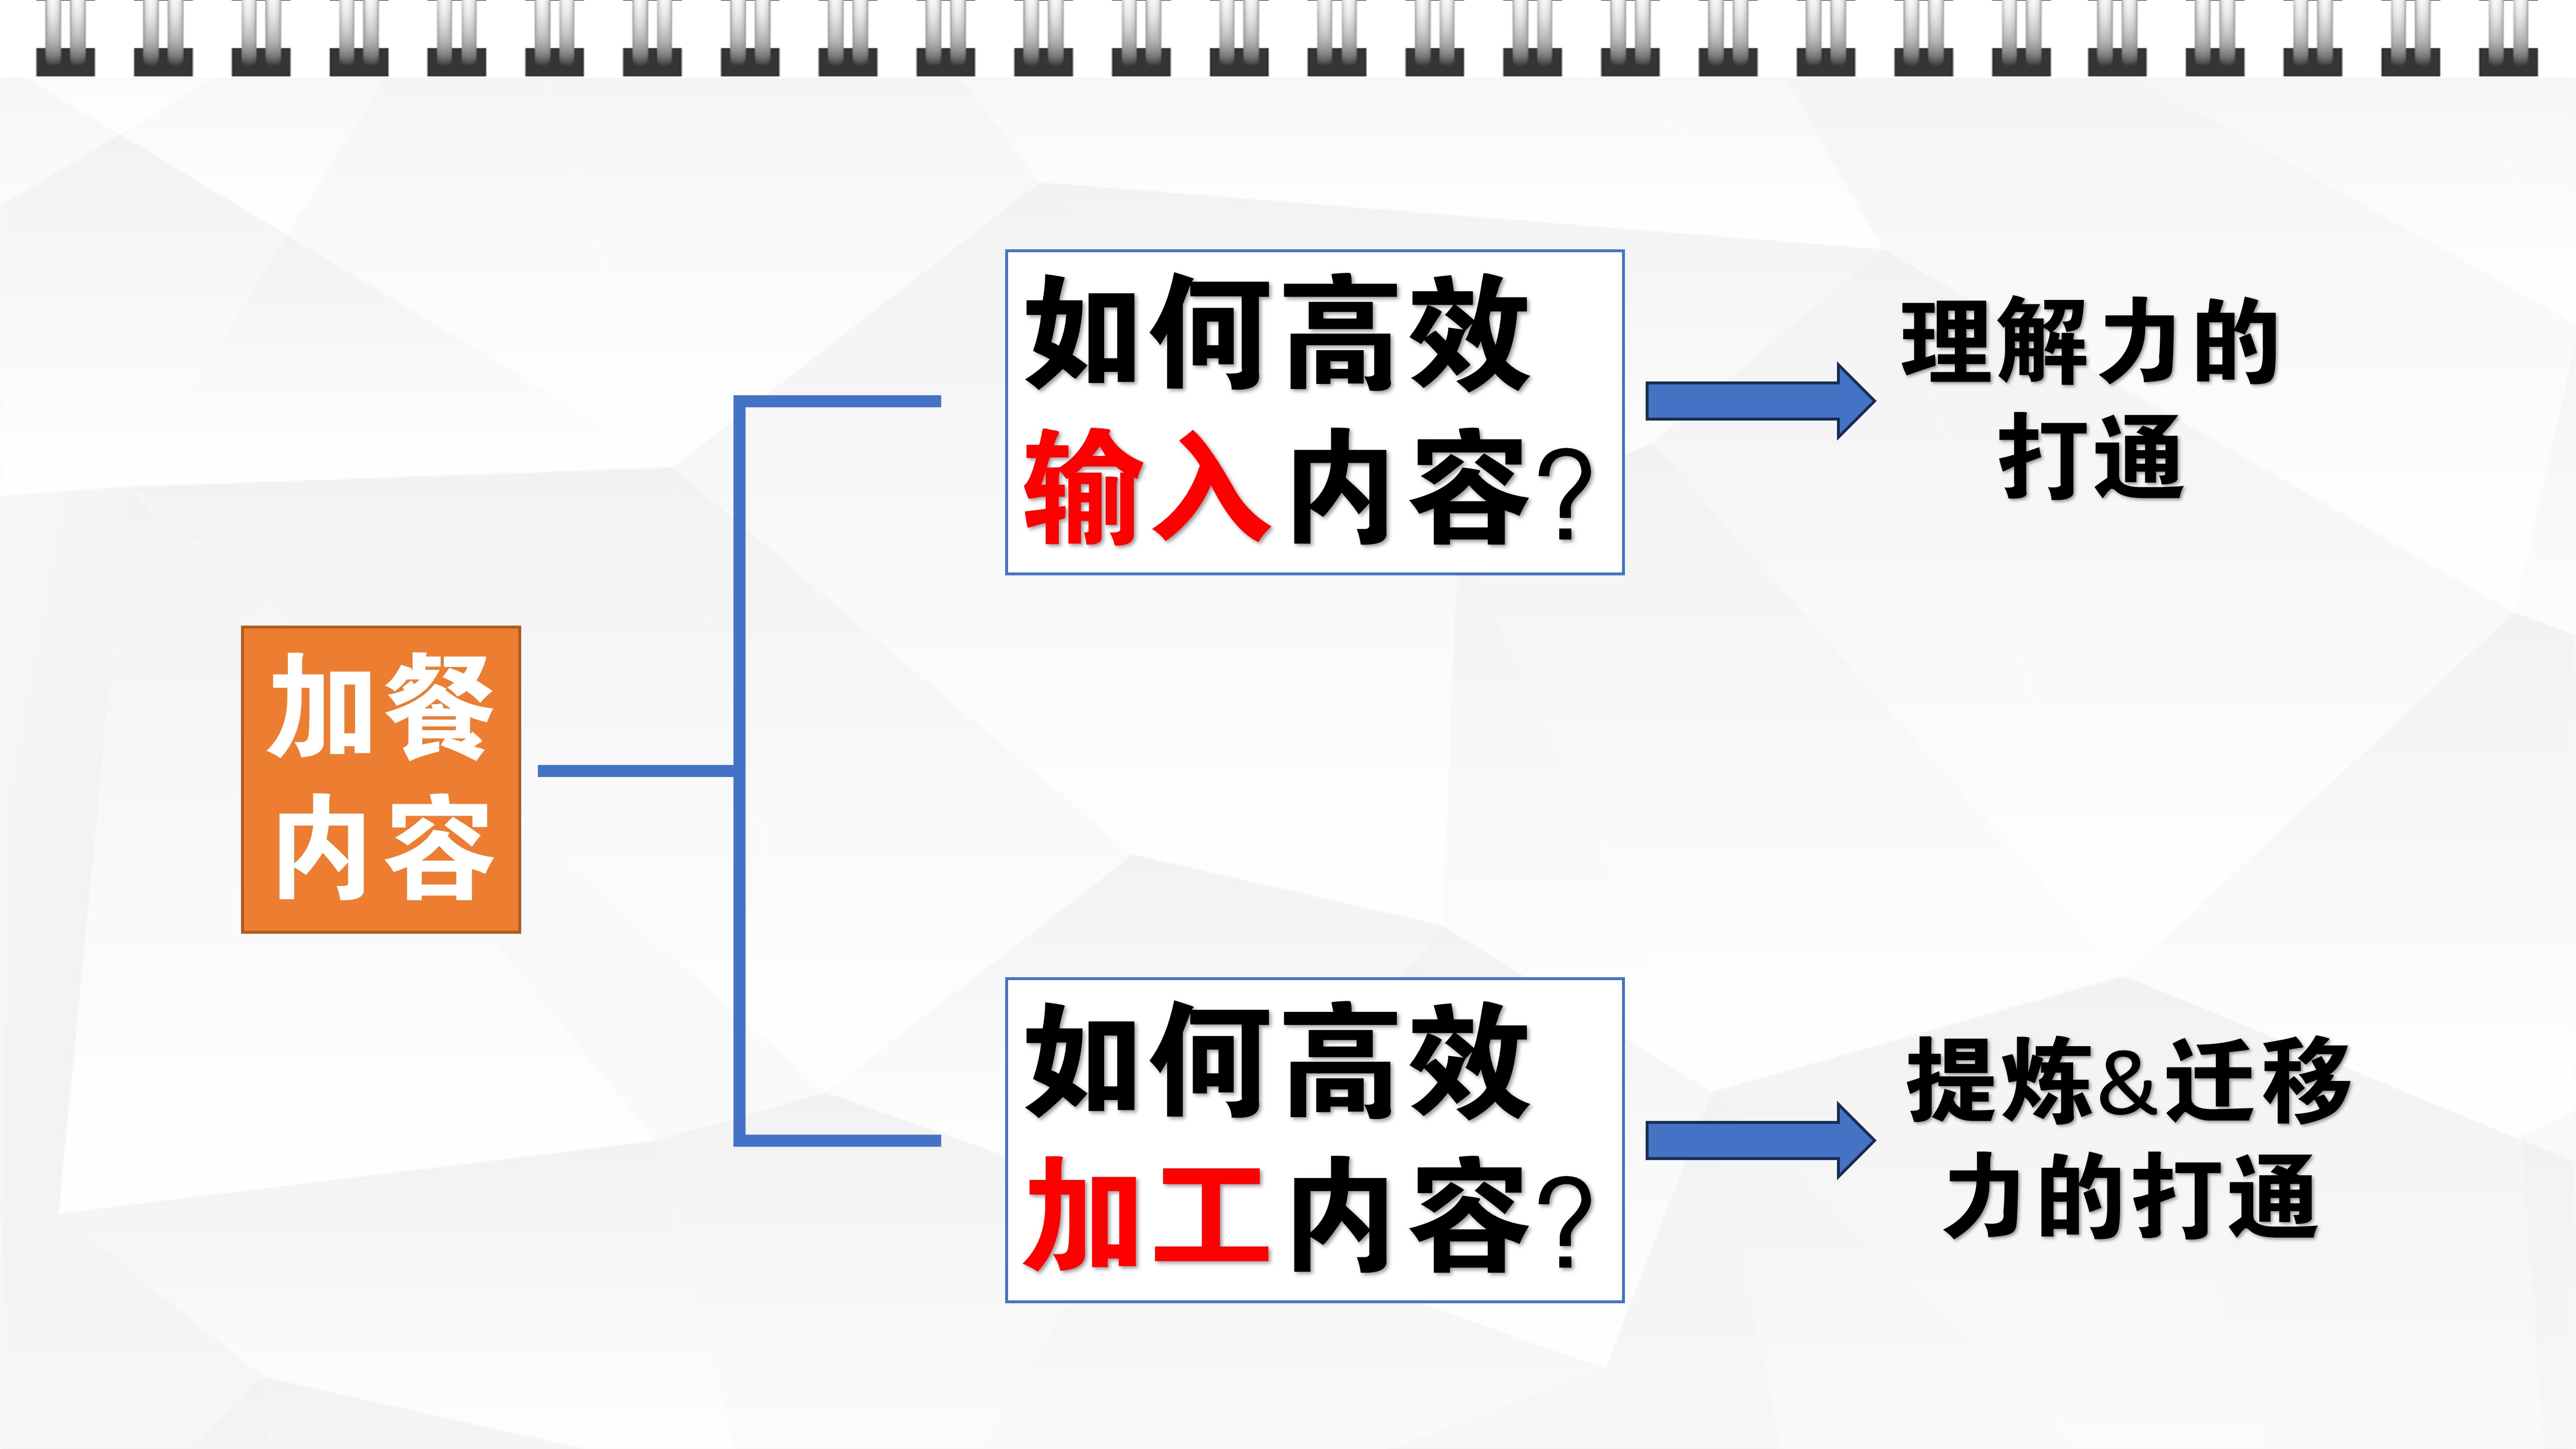 加餐
内容
如何高效
输入内容?
理解力的
打通
如何高效
加工内容?
提炼&迁移
力的打通